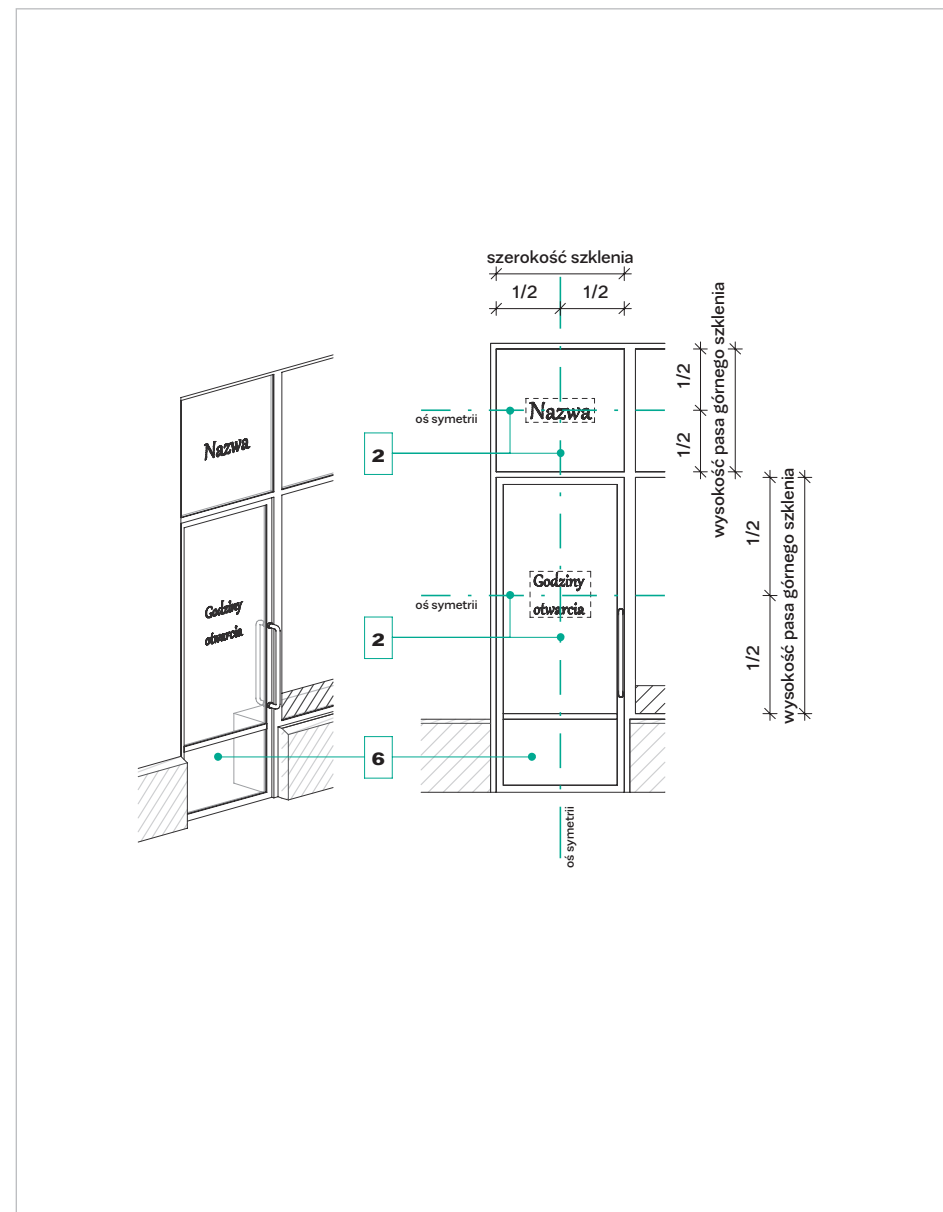 szerokość szklenia
1/2
1/2
wysokość pasa górnego szklenia
1/2
1/2
Nazwa
Nazwa
oś symetrii
2
wysokość pasa górnego szklenia
1/2
1/2
Godziny
otwarcia
Godziny
otwarcia
oś symetrii
2
6
oś symetrii